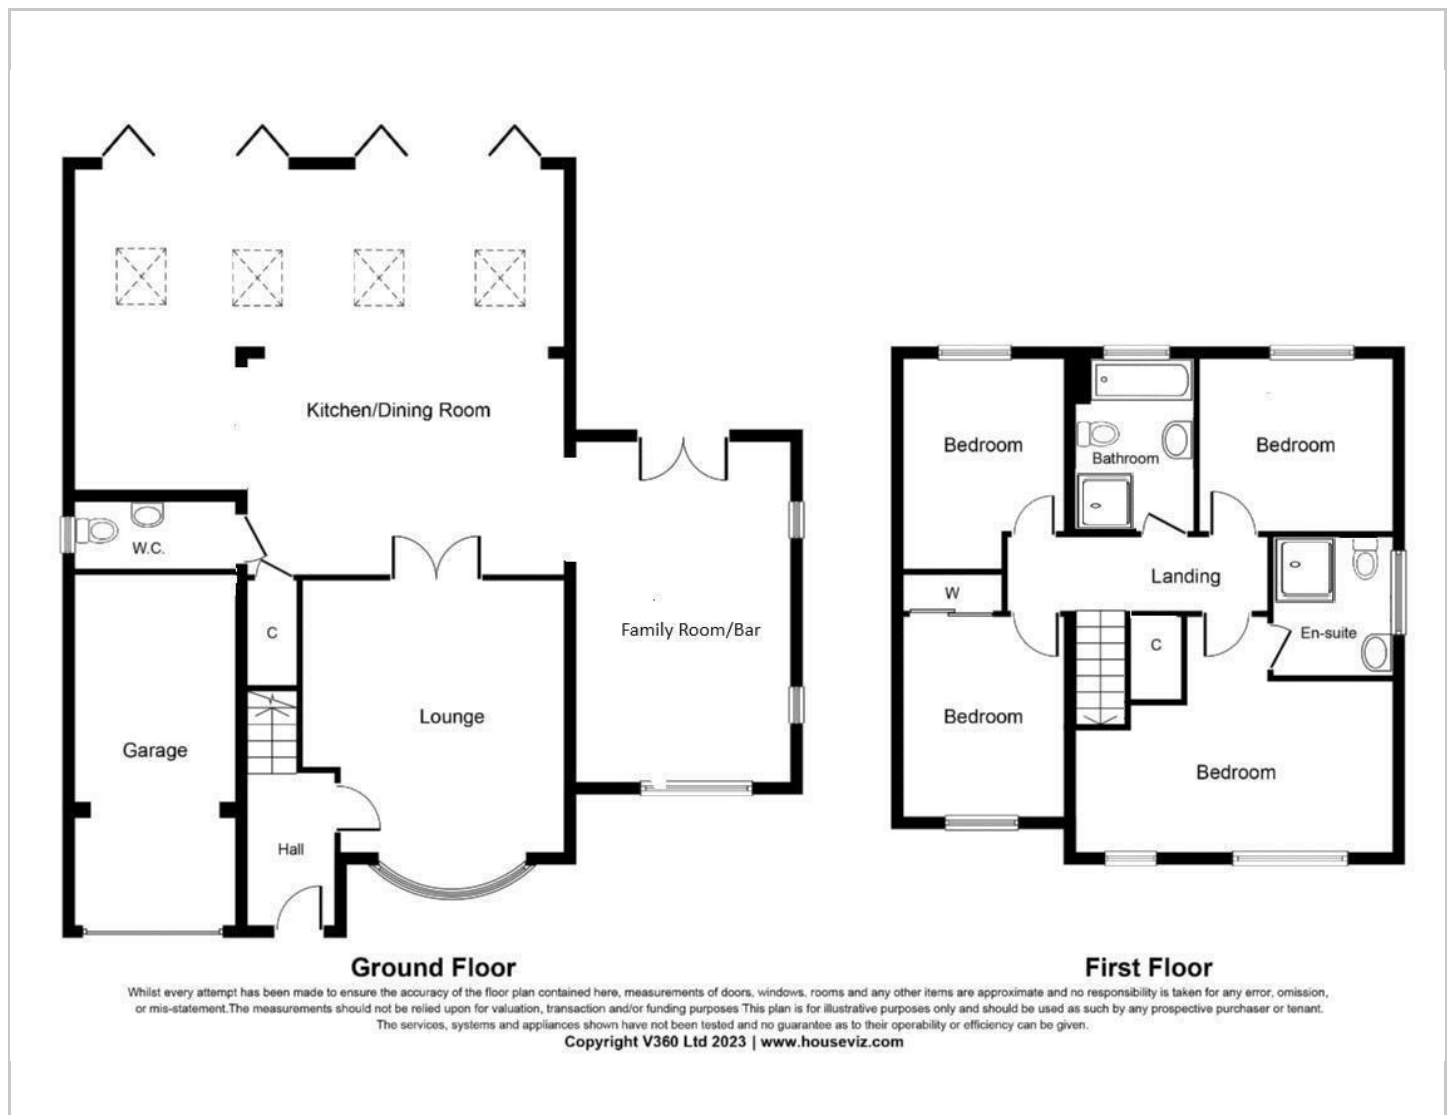 Kitchen/Dining Room
W.C.
C
Family Room/Bar
Lounge
Garage
Hall
Bedroom
Bathroom
Bedroom
Landing
W
En-suite
C
Bedroom
Bedroom
Ground Floor
First Floor
Whilst every attempt has been made to ensure the accuracy of the floor plan contained here, measurements of doors, windows, rooms and any other items are approximate and no responsibility is taken for any error, omission,
or mis-statement.The measurements should not be relied upon for valuation, transaction and/or funding purposes This plan is for illustrative purposes only and should be used as such by any prospective purchaser or tenant.
The services, systems and appliances shown have not been tested and no guarantee as to their operability or efficiency can be given.
Copyright V360 Ltd 2023 | www.houseviz.com